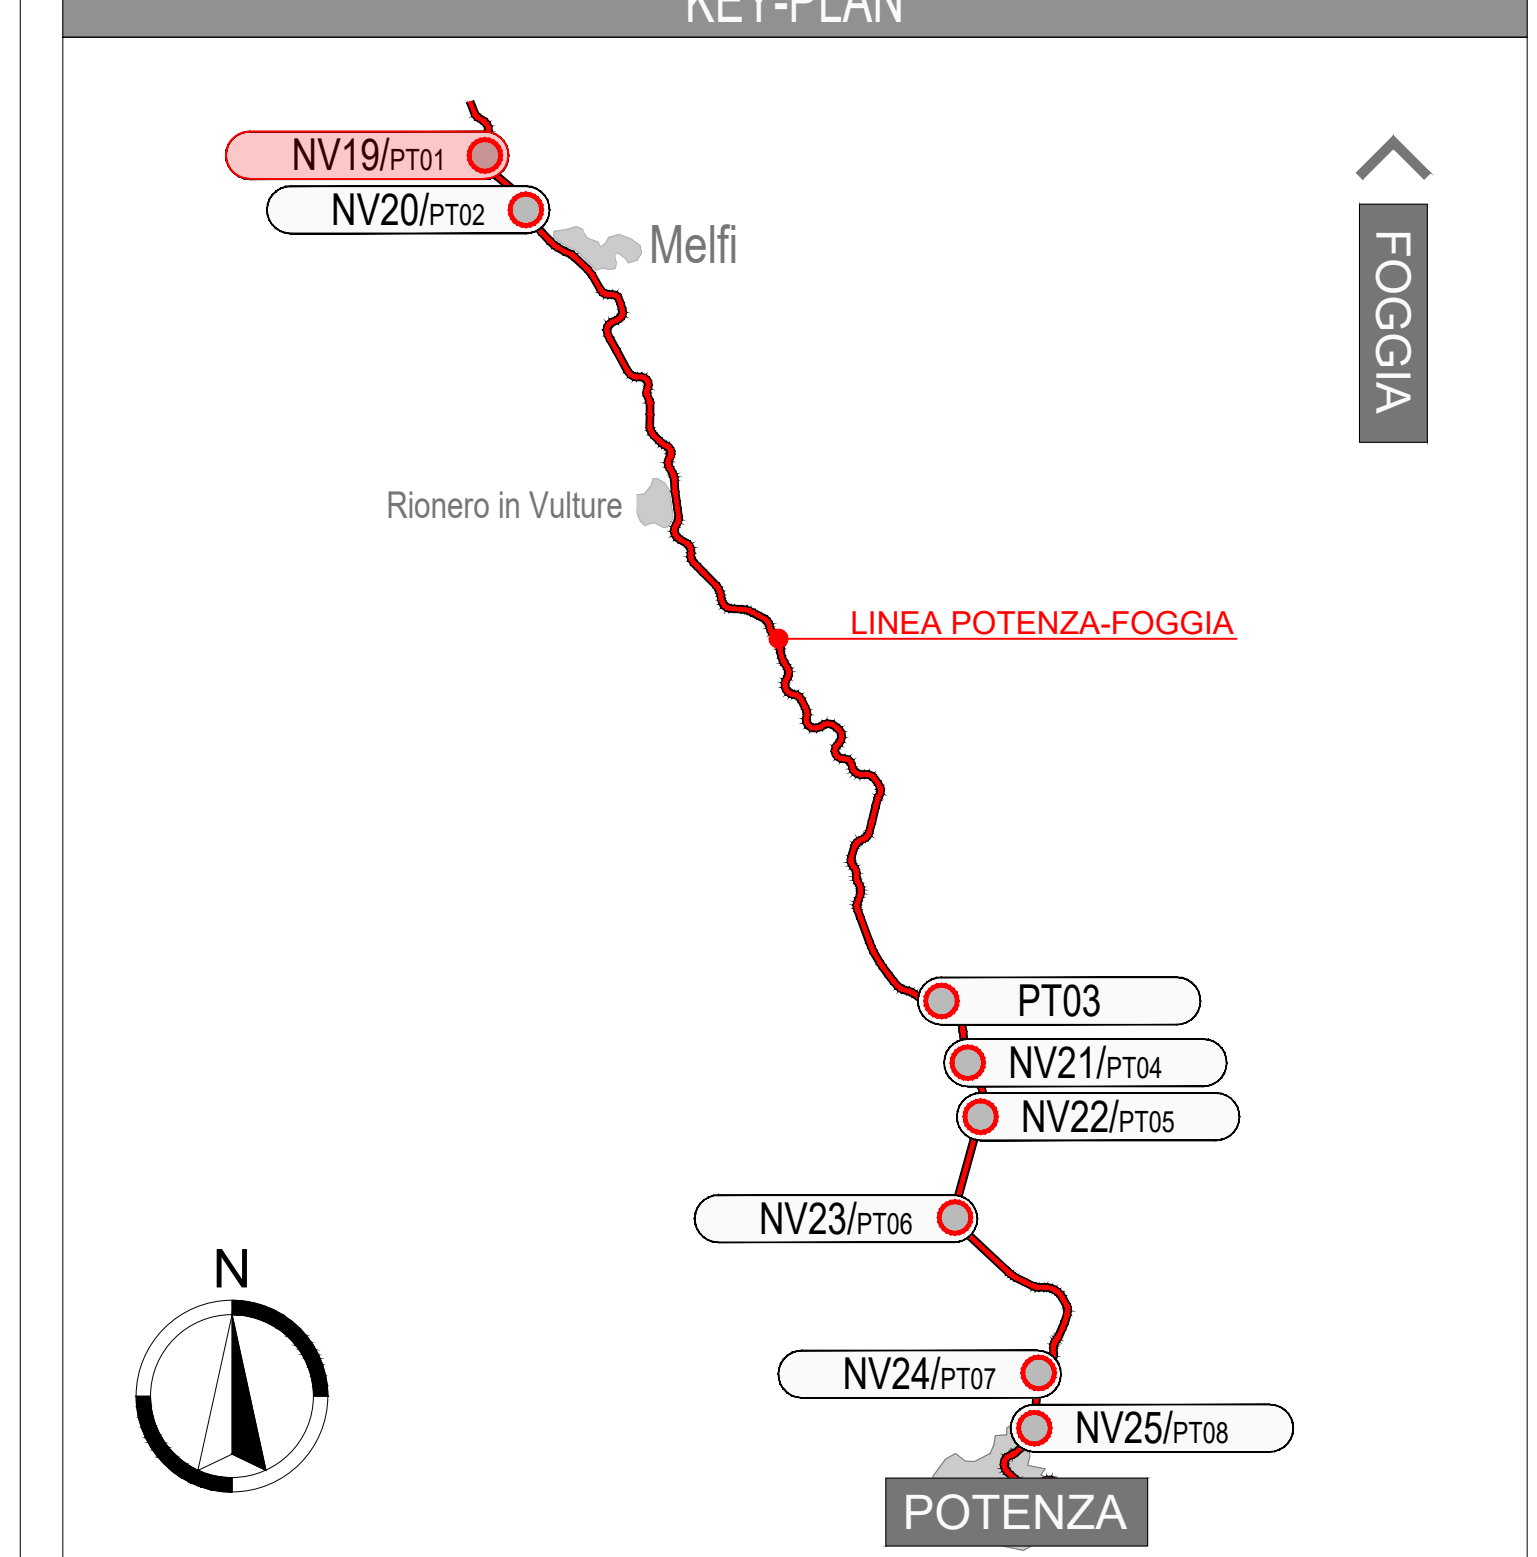 KEY-PLAN
NV19/PT01
NV20/PT02
Melfi
FOGGIA
Rionero in Vulture
LINEA POTENZA-FOGGIA
PT03
NV21/PT04
NV22/PT05
NV23/PT06
N
NV24/PT07
NV25/PT08
POTENZA